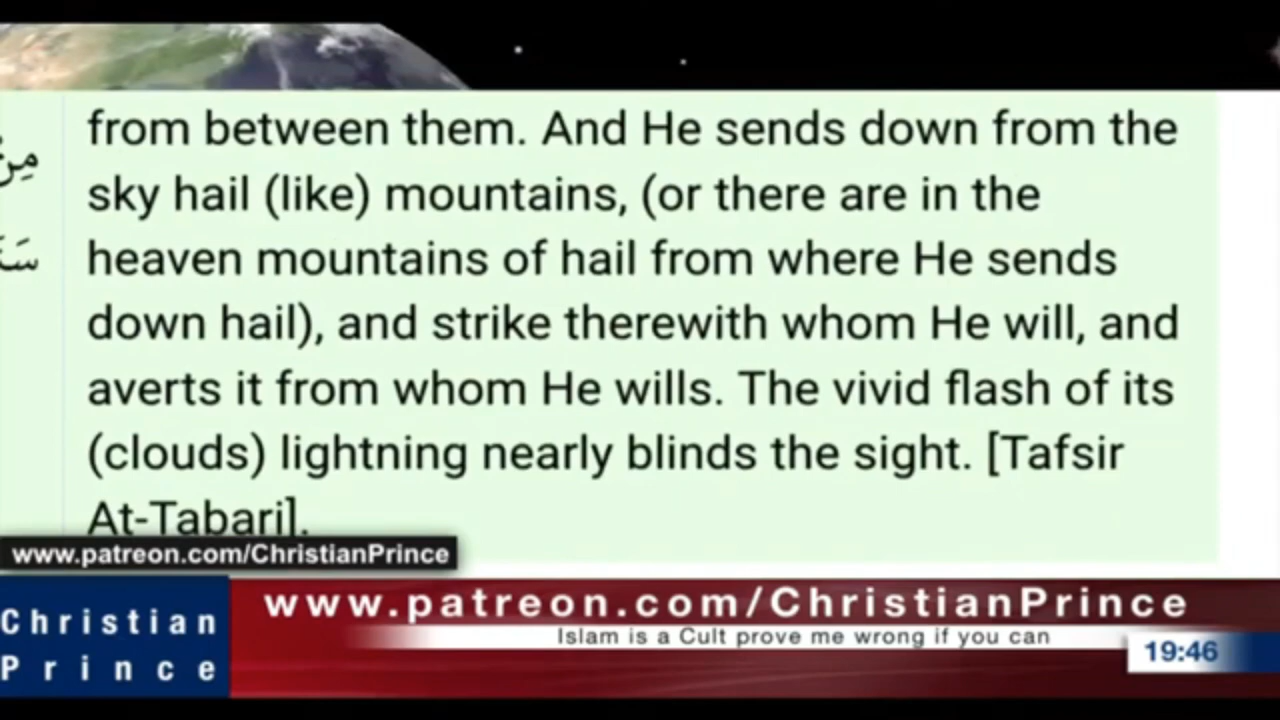 from between them. And He sends down from the
sky hail (like) mountains, (or there are in the
heaven mountains of hail from where He sends
down hail), and strike therewith whom He will, and
averts it from whom He wills. The vivid flash of its
(clouds) lightning nearly blinds the sight. [Tafsir
At-Tabari].
مِن
www.patreon.com/ChristianPrince
Christian
Prince
www.patreon.com/ChristianPrince
Islam is a Cult prove me wrong if you can
19:46